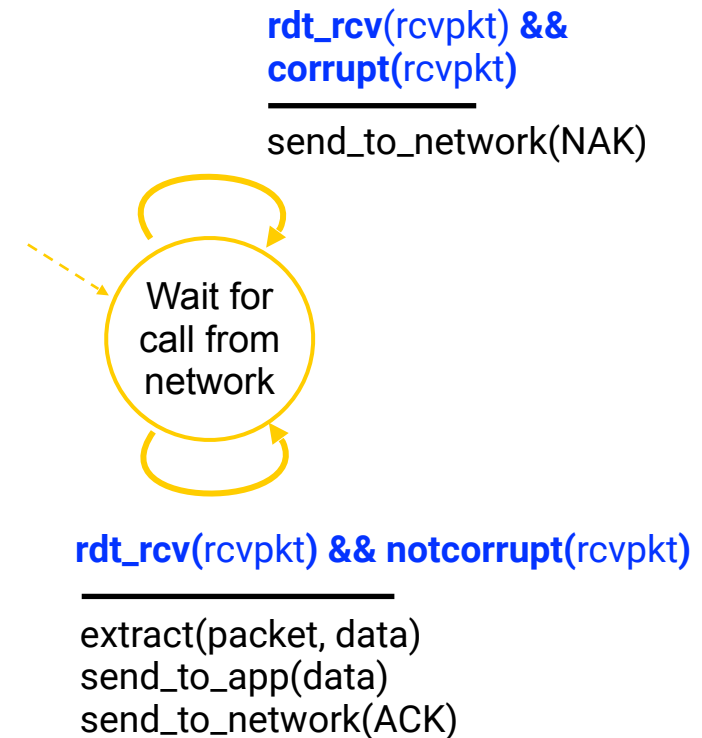 rdt_rcv(rcvpkt) &&
corrupt(rcvpkt)
send_to_network(NAK)
Wait for
call from
network
rdt_rcv(rcvpkt) && notcorrupt(rcvpkt)
extract(packet, data)
send_to_app(data)
send_to_network(ACK)